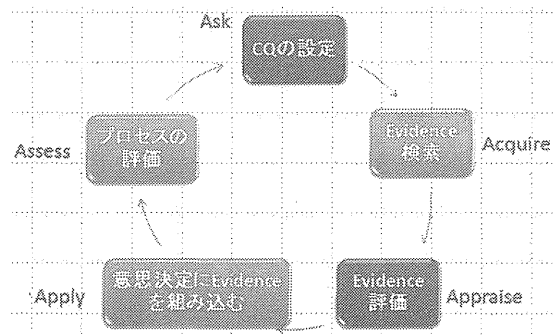 Ask
CQの設定
Evidence
検索
Acquire
Evidence
評価
Appraise
意思決定にEvidence
を組み込む
Apply
プロセスの
評価
Assess